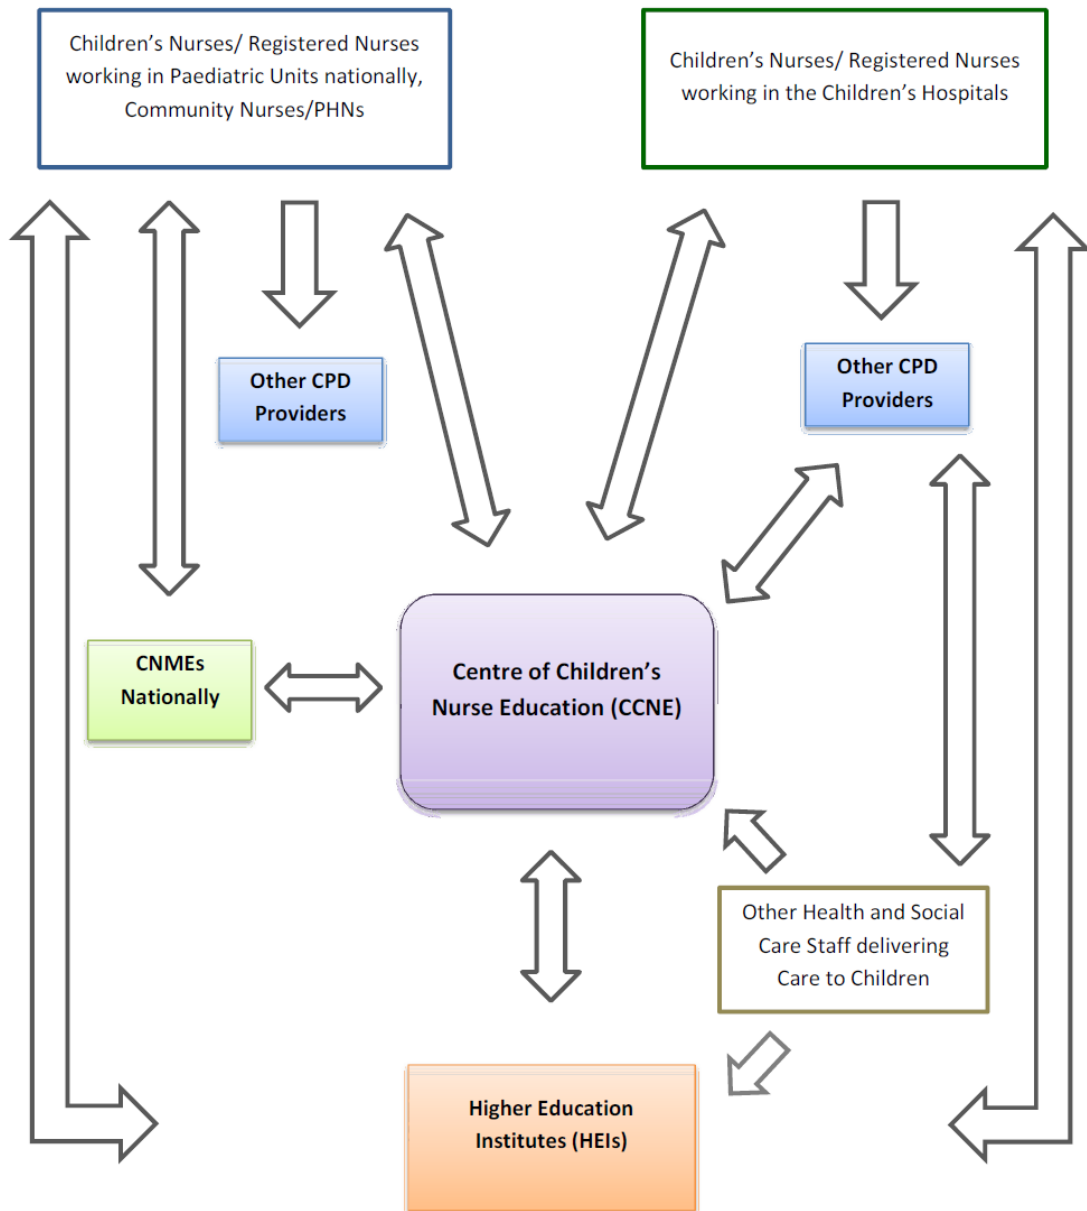 Children’s Nurses/ Registered Nurses
working in Paediatric Units nationally,
Community Nurses/PHNs
Children’s Nurses/ Registered Nurses
working in the Children’s Hospitals
Other CPD
Providers
Other CPD
Providers
CNMEs
Nationally
Centre of Children’s
Nurse Education (CCNE)
Other Health and Social
Care Staff delivering
Care to Children
Higher Education
Institutes (HEIs)